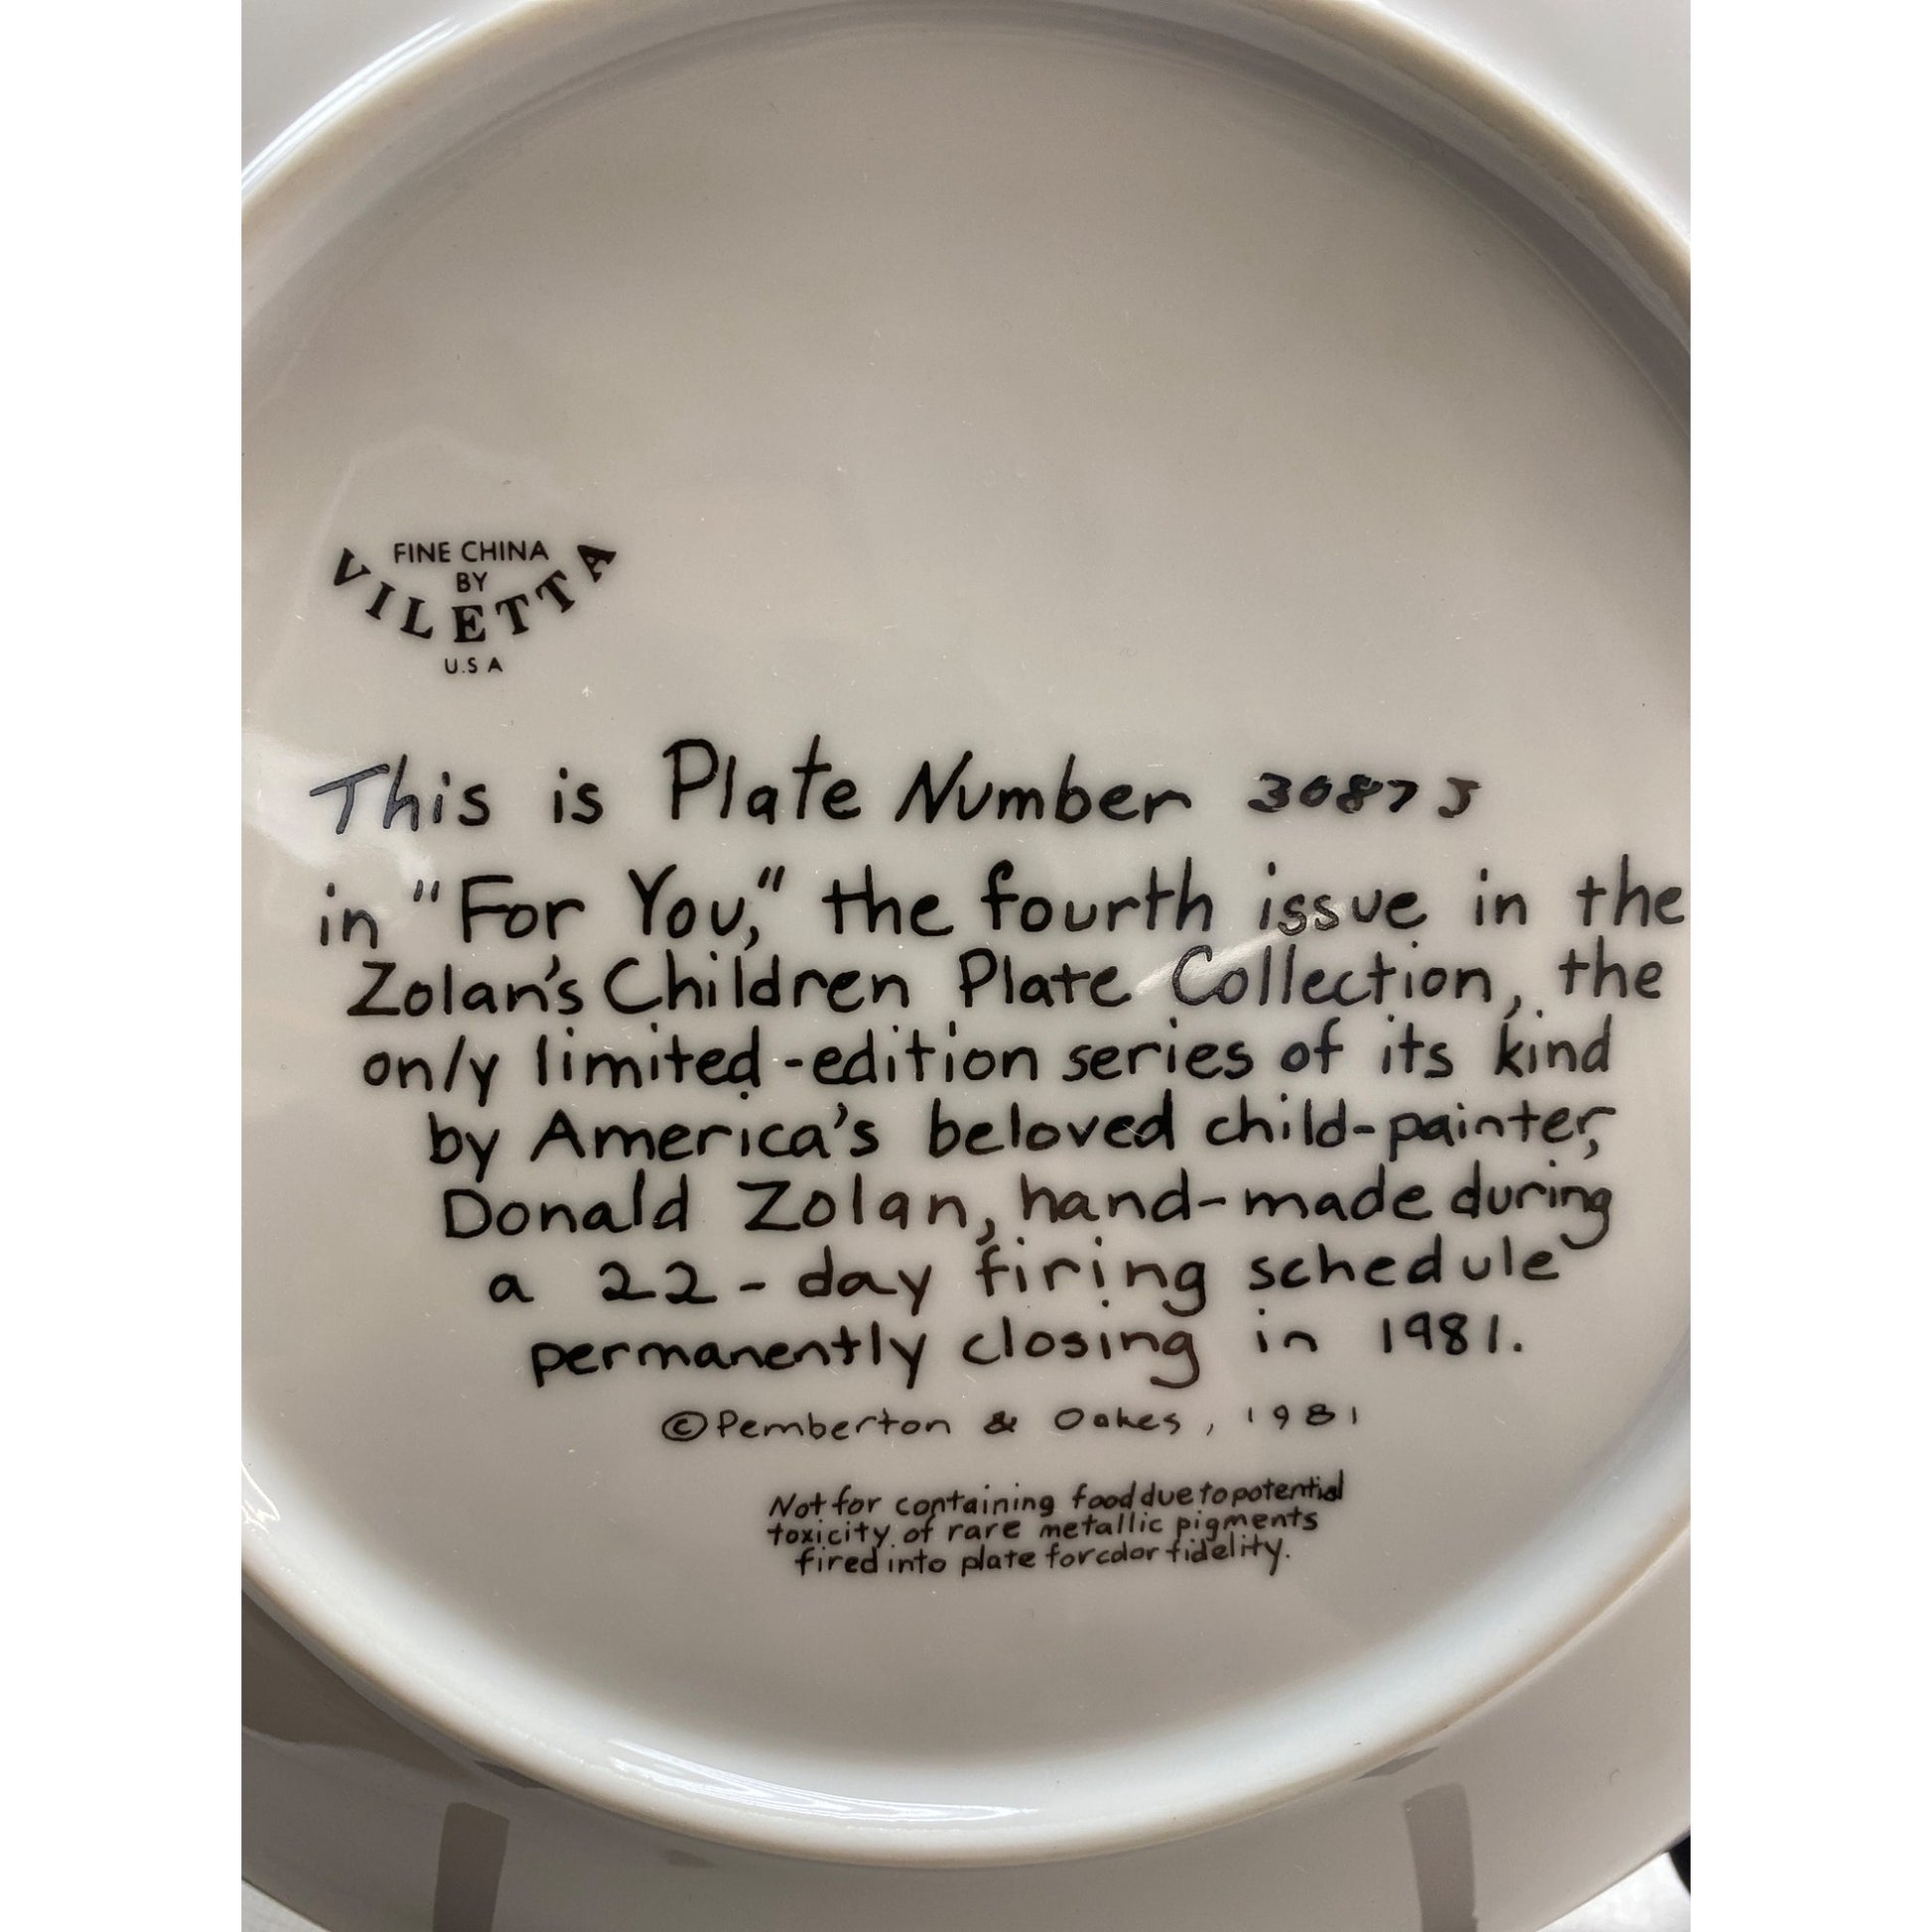 FINE CHINA
BY
VILETTA
U.S A
This is Plate Number
in "For You," the fourth issue in the
Zolan's Children Plate Collection, the
only limited-edition series of its kind
by America's beloved child-painter,
Donald Zolan, hand-made during
a 22-day firing schedule
permanently closing in 1981.
© Pemberton & Oakes, 1981
Not for containing food due to potential
toxicity of rare metallic pigments
fired into plate for color fidelity.